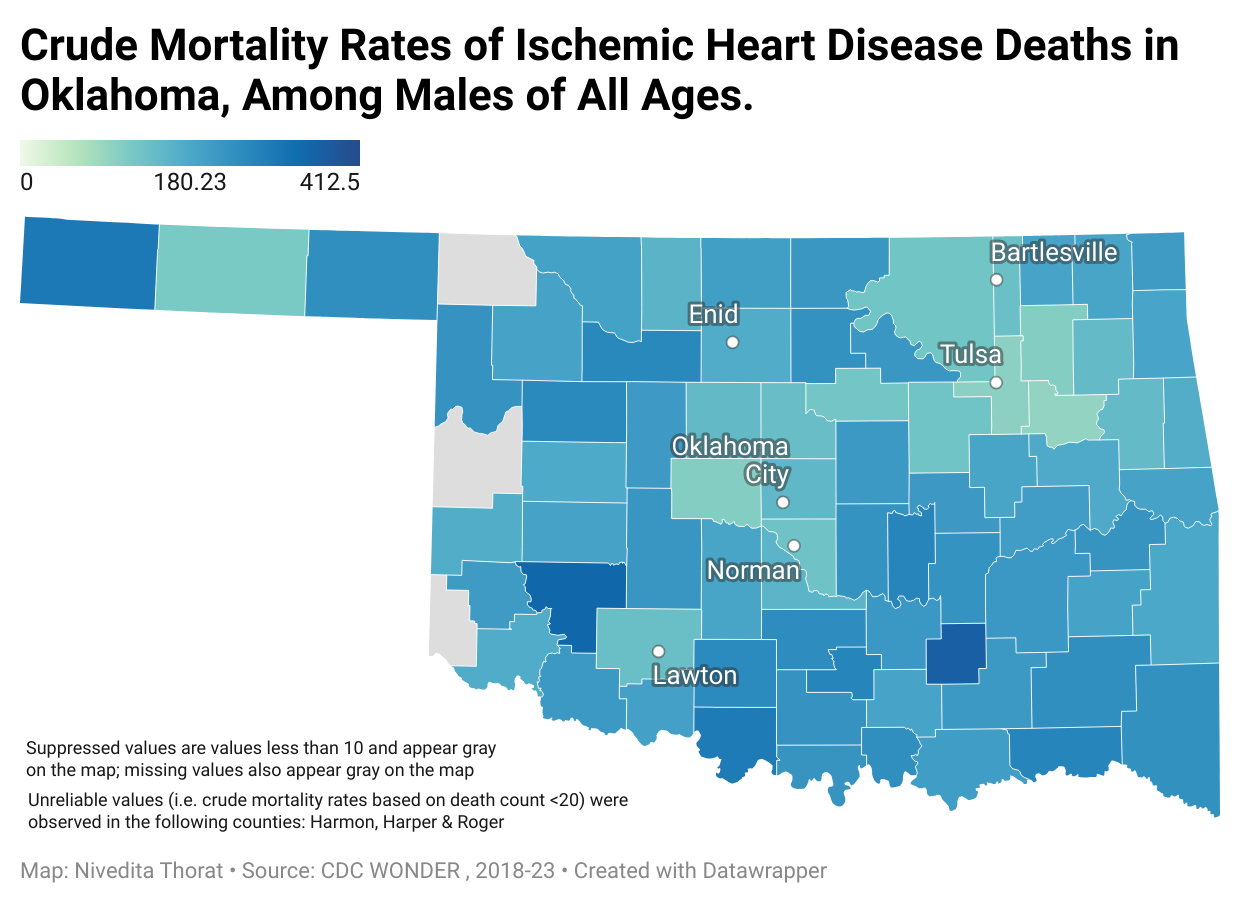 Crude Mortality Rates of Ischemic Heart Disease Deaths in
Oklahoma, Among Males of All Ages.
0 180.23 412.5
Bartlesville
Enid
Tulsa
Oklahoma
City
Norman
Lawton
Suppressed values are values less than 10 and appear gray
on the map; missing values also appear gray on the map
Unreliable values (i.e. crude mortality rates based on death count <20) were
observed in the following counties: Harmon, Harper & Roger
Map: Nivedita Thorat • Source: CDC WONDER , 2018-23 • Created with Datawrapper